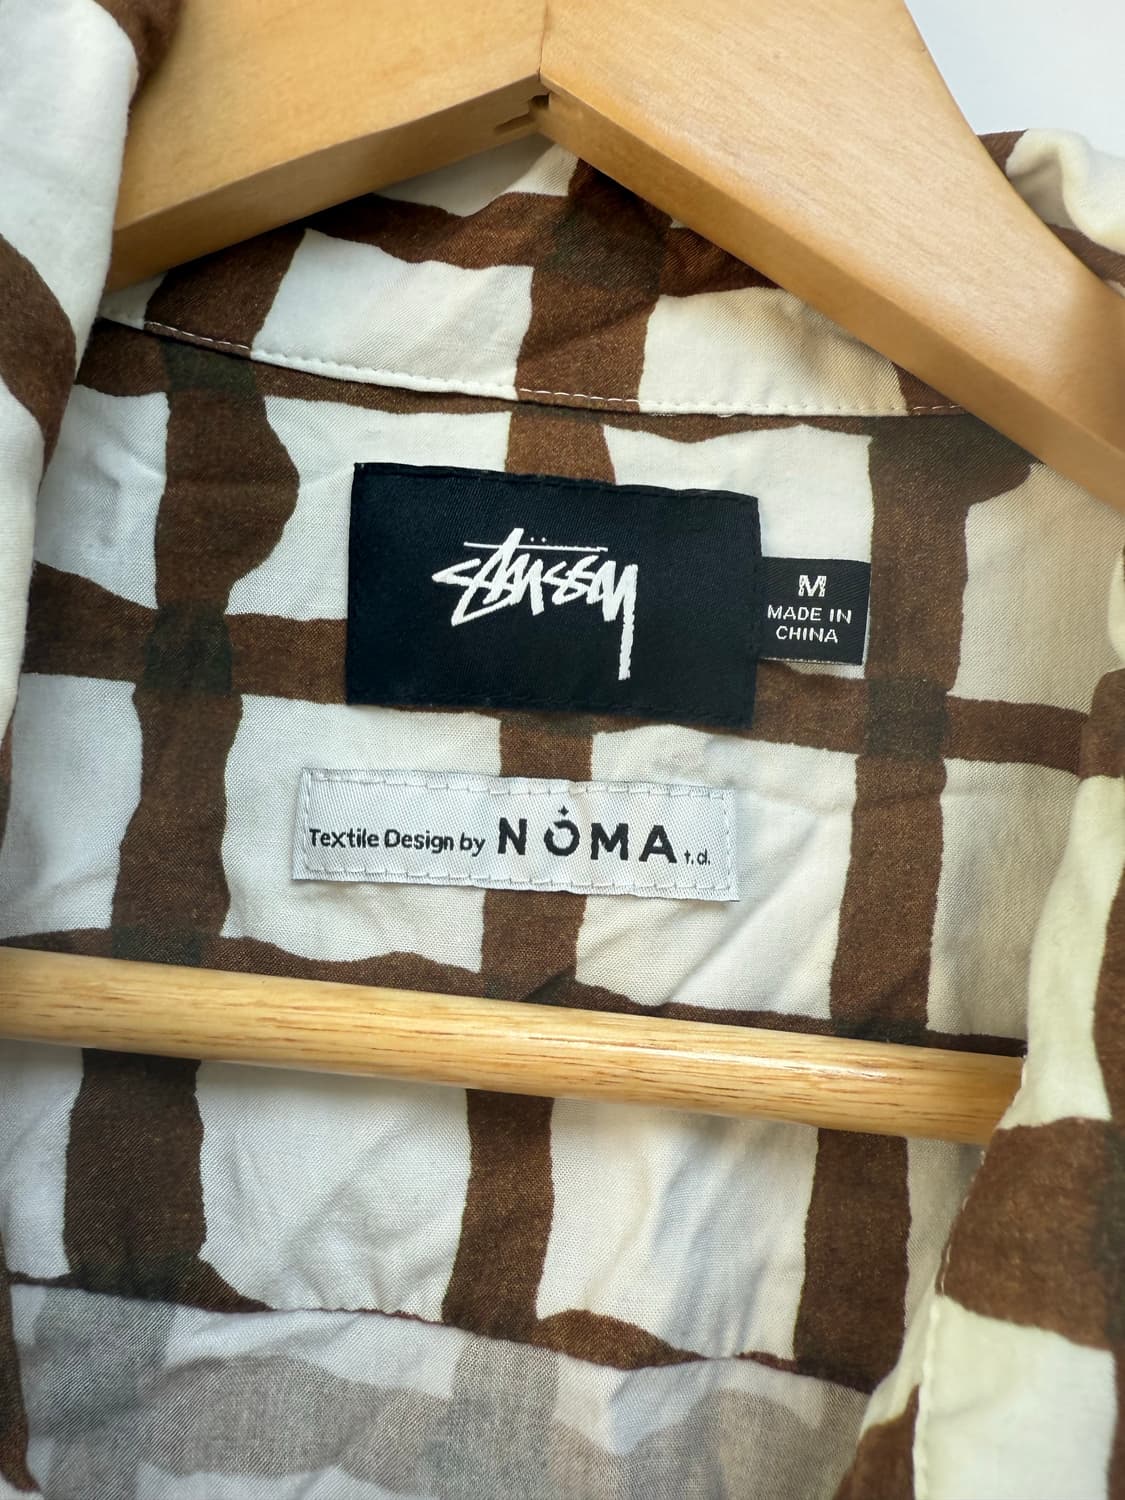 Stüssy
M
MADE IN
CHINA
Textile Design by NOMA t.d.